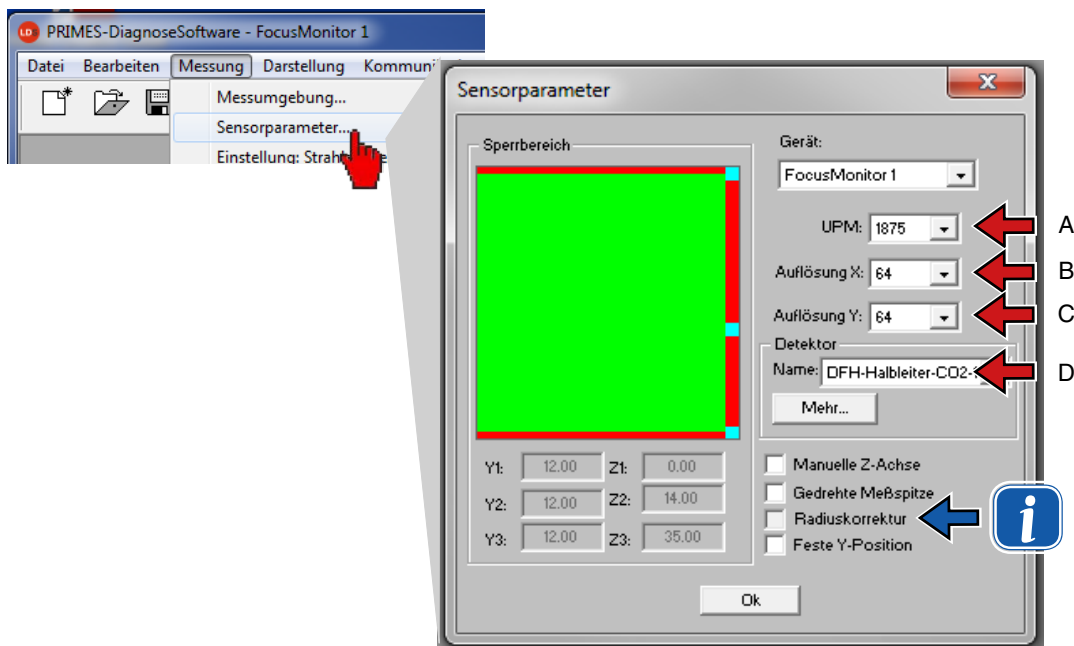 LDS PRIMES-DiagnoseSoftware - FocusMonitor 1
Datei Bearbeiten Messung Darstellung
Messumgebung...
Sensorparameter...
Einstellung:
Sensorparameter
Sperrbereich
Gerät:
FocusMonitor 1
UPM: 1875
A
Auflösung X: 64
B
Auflösung Y: 64
C
Detektor
Name: DFH-Halbleiter-CO2-
D
Mehr...
Y1: 12.00 Z1: 0.00
Y2: 12.00 Z2: 14.00
Y3: 12.00 Z3: 35.00
Manuelle Z-Achse
Gedrehte Meßspitze
Radiuskorrektur
i
Feste Y-Position
Ok